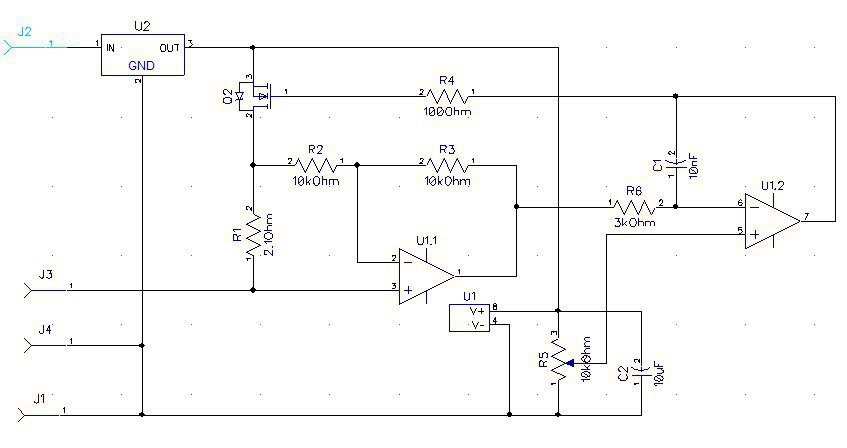 J2
1
1
U2
IN
OUT
3
GND
2
3
Q2
1
2
R4
2
1
100Ohm
R2
2
1
10kOhm
R3
2
1
10kOhm
C1
2
1
10nF
R6
1
2
3kOhm
U1.2
6
5
7
R1
2
1
2.1Ohm
U1.1
2
3
1
J3
1
U1
V+
8
V-
4
J4
1
R5
3
1
10kOhm
C2
2
1
10uF
J1
1